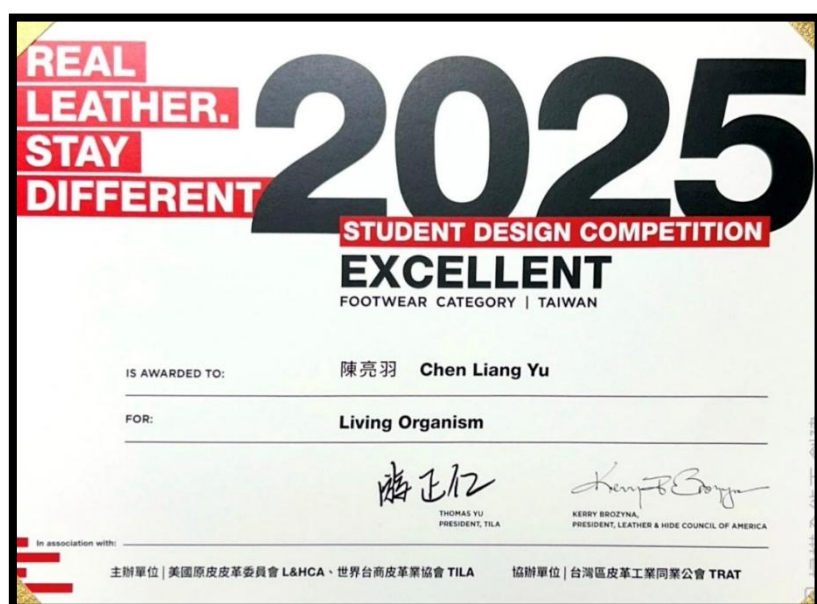 REAL
LEATHER.
STAY
DIFFERENT
2025
STUDENT DESIGN COMPETITION
EXCELLENT
FOOTWEAR CATEGORY | TAIWAN
IS AWARDED TO: 陳亮羽 Chen Liang Yu
FOR: Living Organism
THOMAS YU
PRESIDENT, TILA
KERRY BROZYNA,
PRESIDENT, LEATHER & HIDE COUNCIL OF AMERICA
In association with:
主辦單位 | 美國原皮皮革委員會 L&HCA、世界台商皮革業協會 TILA 協辦單位 | 台灣區皮革工業同業公會 TRAT